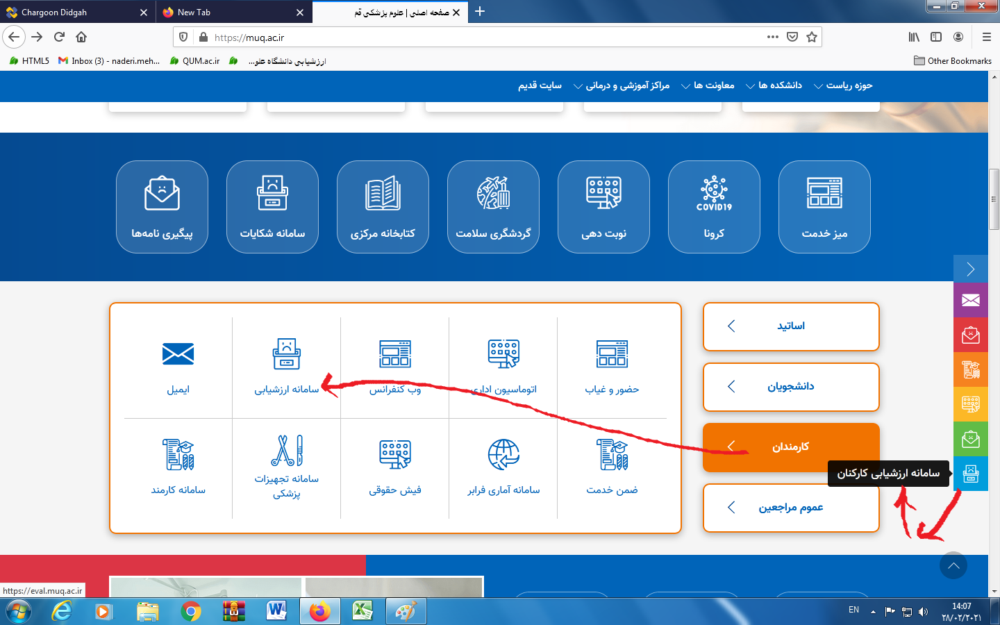 Chargoon Didgah
New Tab
صفحه اصلی | علوم پزشکی قم
https://muq.ac.ir
HTML5
Inbox (3) - naderi.meh...
QUM.ac.ir
ارزشیابی دانشگاه علو...
Other Bookmarks
حوزه ریاست
دانشکده ها
معاونت ها
مراکز آموزشی و درمانی
سایت قدیم
میز خدمت
COVID19
کرونا
نوبت دهی
گردشگری سلامت
کتابخانه مرکزی
سامانه شکایات
پیگیری نامه‌ها
اساتید
دانشجویان
کارمندان
عموم مراجعین
حضور و غیاب
اتوماسیون اداری
وب کنفرانس
سامانه ارزشیابی
ایمیل
ضمن خدمت
سامانه آماری فرابر
فیش حقوقی
سامانه تجهیزات
پزشکی
سامانه کارمند
سامانه ارزشیابی کارکنان
https://eval.muq.ac.ir
EN
14:07
۲۸/۰۲/۲۰۲۱